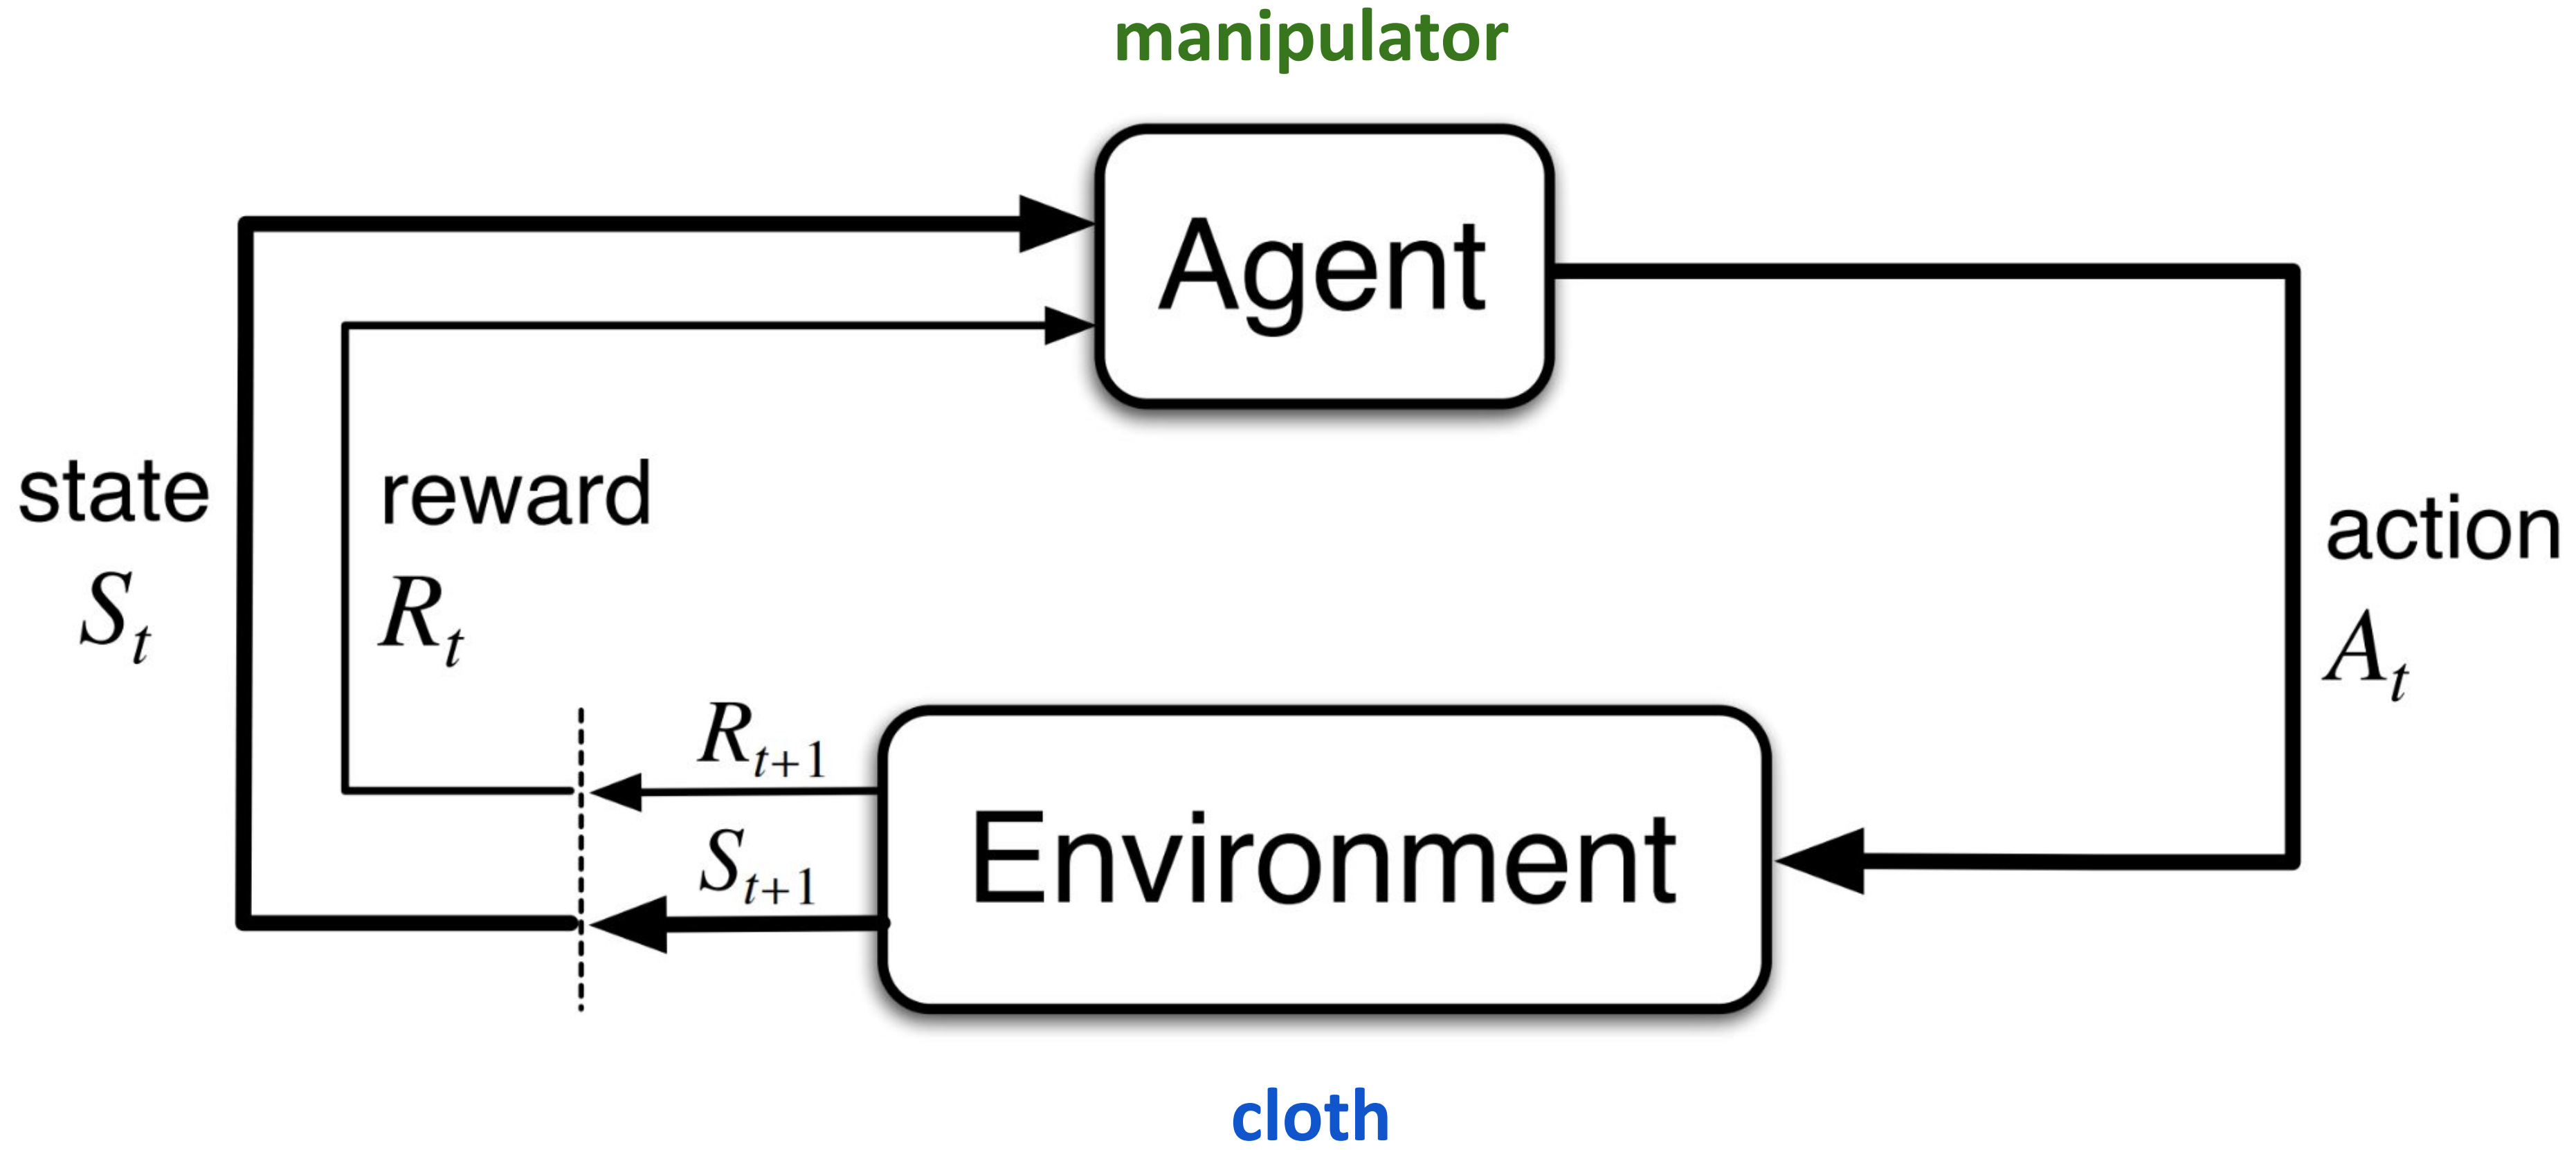 manipulator
Agent
state
S_t
reward
R_t
action
A_t
R_{t+1}
S_{t+1}
Environment
cloth